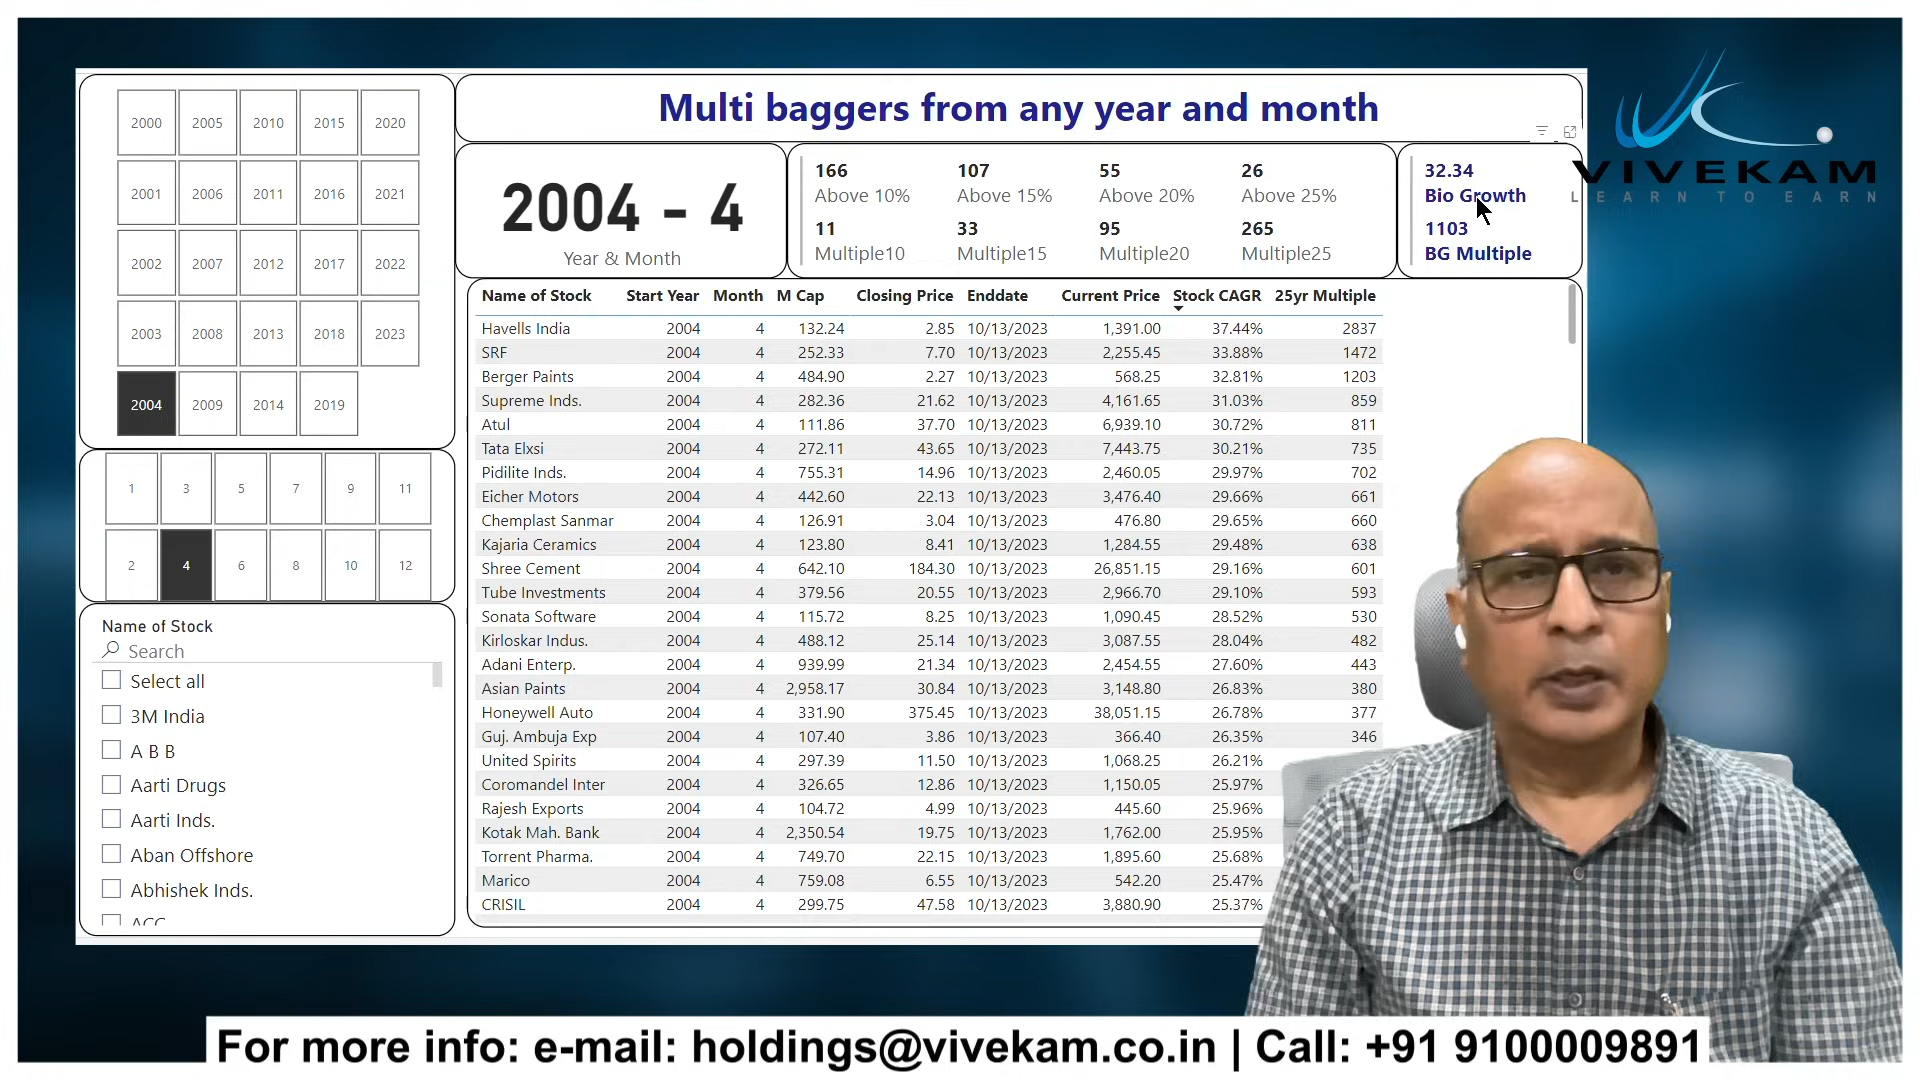 Multi baggers from any year and month
VIVEKAM
LEARN TO EARN
2000 2005 2010 2015 2020
2001 2006 2011 2016 2021
2002 2007 2012 2017 2022
2003 2008 2013 2018 2023
2004 2009 2014 2019
1 3 5 7 9 11
2 4 6 8 10 12
Name of Stock
Search
Select all
3M India
A B B
Aarti Drugs
Aarti Inds.
Aban Offshore
Abhishek Inds.
ACC
2004 - 4
Year & Month
166 107 55 26
Above 10% Above 15% Above 20% Above 25%
11 33 95 265
Multiple10 Multiple15 Multiple20 Multiple25
32.34
Bio Growth
1103
BG Multiple
Name of Stock Start Year Month M Cap Closing Price Enddate Current Price Stock CAGR 25yr Multiple
Havells India 2004 4 132.24 2.85 10/13/2023 1,391.00 37.44% 2837
SRF 2004 4 252.33 7.70 10/13/2023 2,255.45 33.88% 1472
Berger Paints 2004 4 484.90 2.27 10/13/2023 568.25 32.81% 1203
Supreme Inds. 2004 4 282.36 21.62 10/13/2023 4,161.65 31.03% 859
Atul 2004 4 111.86 37.70 10/13/2023 6,939.10 30.72% 811
Tata Elxsi 2004 4 272.11 43.65 10/13/2023 7,443.75 30.21% 735
Pidilite Inds. 2004 4 755.31 14.96 10/13/2023 2,460.05 29.97% 702
Eicher Motors 2004 4 442.60 22.13 10/13/2023 3,476.40 29.66% 661
Chemplast Sanmar 2004 4 126.91 3.04 10/13/2023 476.80 29.65% 660
Kajaria Ceramics 2004 4 123.80 8.41 10/13/2023 1,284.55 29.48% 638
Shree Cement 2004 4 642.10 184.30 10/13/2023 26,851.15 29.16% 601
Tube Investments 2004 4 379.56 20.55 10/13/2023 2,966.70 29.10% 593
Sonata Software 2004 4 115.72 8.25 10/13/2023 1,090.45 28.52% 530
Kirloskar Indus. 2004 4 488.12 25.14 10/13/2023 3,087.55 28.04% 482
Adani Enterp. 2004 4 939.99 21.34 10/13/2023 2,454.55 27.60% 443
Asian Paints 2004 4 2,958.17 30.84 10/13/2023 3,148.80 26.83% 380
Honeywell Auto 2004 4 331.90 375.45 10/13/2023 38,051.15 26.78% 377
Guj. Ambuja Exp 2004 4 107.40 3.86 10/13/2023 366.40 26.35% 346
United Spirits 2004 4 297.39 11.50 10/13/2023 1,068.25 26.21%
Coromandel Inter 2004 4 326.65 12.86 10/13/2023 1,150.05 25.97%
Rajesh Exports 2004 4 104.72 4.99 10/13/2023 445.60 25.96%
Kotak Mah. Bank 2004 4 2,350.54 19.75 10/13/2023 1,762.00 25.95%
Torrent Pharma. 2004 4 749.70 22.15 10/13/2023 1,895.60 25.68%
Marico 2004 4 759.08 6.55 10/13/2023 542.20 25.47%
CRISIL 2004 4 299.75 47.58 10/13/2023 3,880.90 25.37%
For more info: e-mail: holdings@vivekam.co.in | Call: +91 9100009891